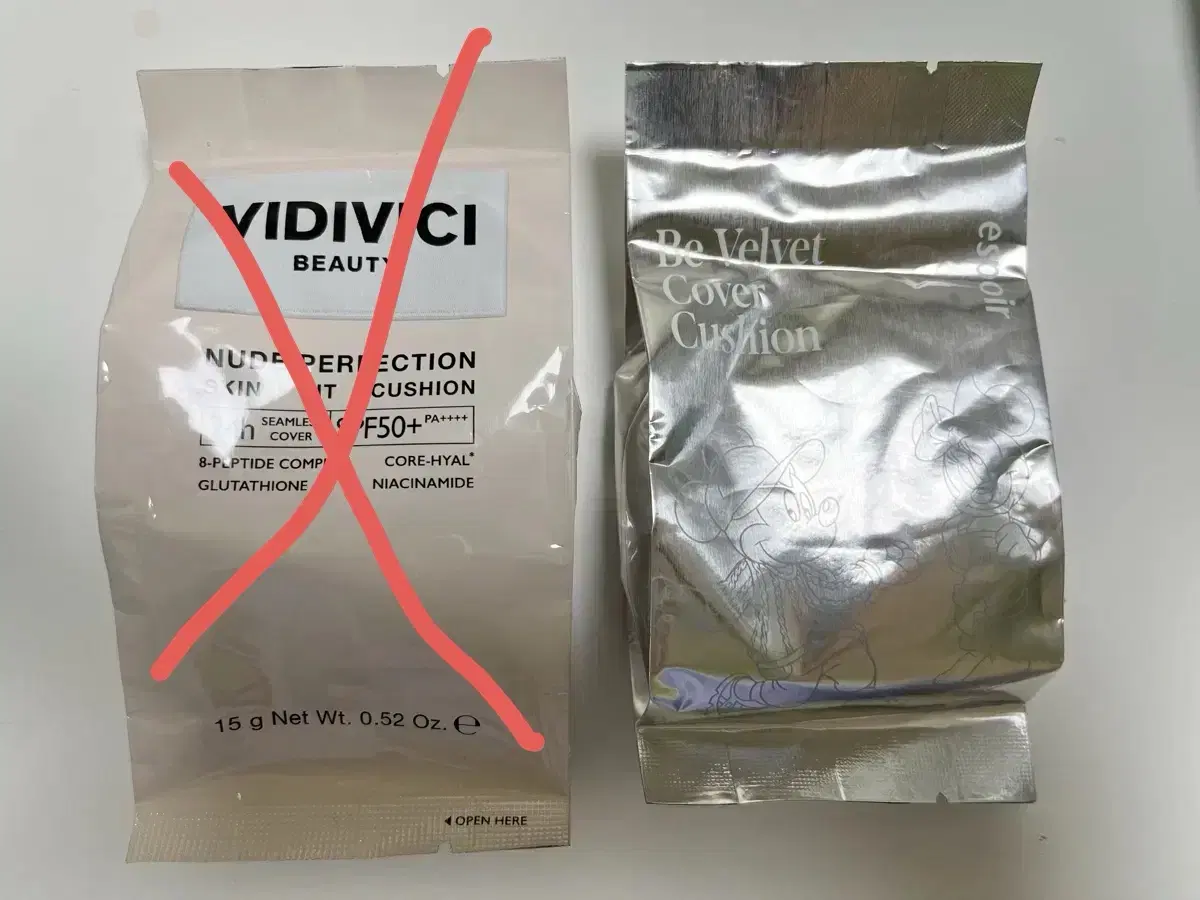 VIDIVICI
BEAUTY
NUDE PERFECTION
SKIN CUSHION
SEAMLESS
COVER
SPF50+ PA++++
8-PEPTIDE
CORE-HYAL*
GLUTATHIONE
NIACINAMIDE
15 g Net Wt. 0.52 Oz. ℮
◂ OPEN HERE
Be Velvet
Cover
Cushion
espoir